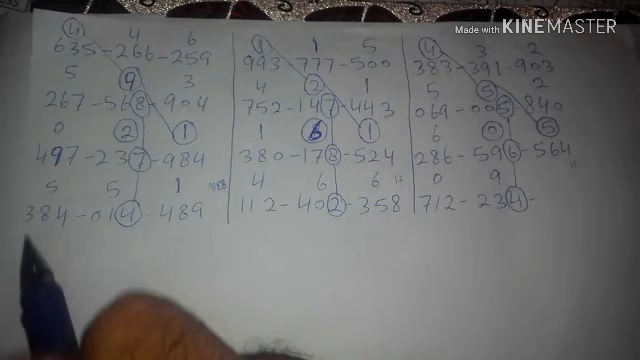 Made with KINEMASTER
4 4 6
635-266-259
5 9 3
267-568-904
0 2 1
497-237-984
5 5 1
384-014-489
1 1 5
993-777-500
4 2 1
752-147-443
1 6 1
380-178-524
4 6 6
112-402-358
4 3 2
383-391-903
5 5 2
069-005-840
6 0 5
286-596-564
0 9
712-234-